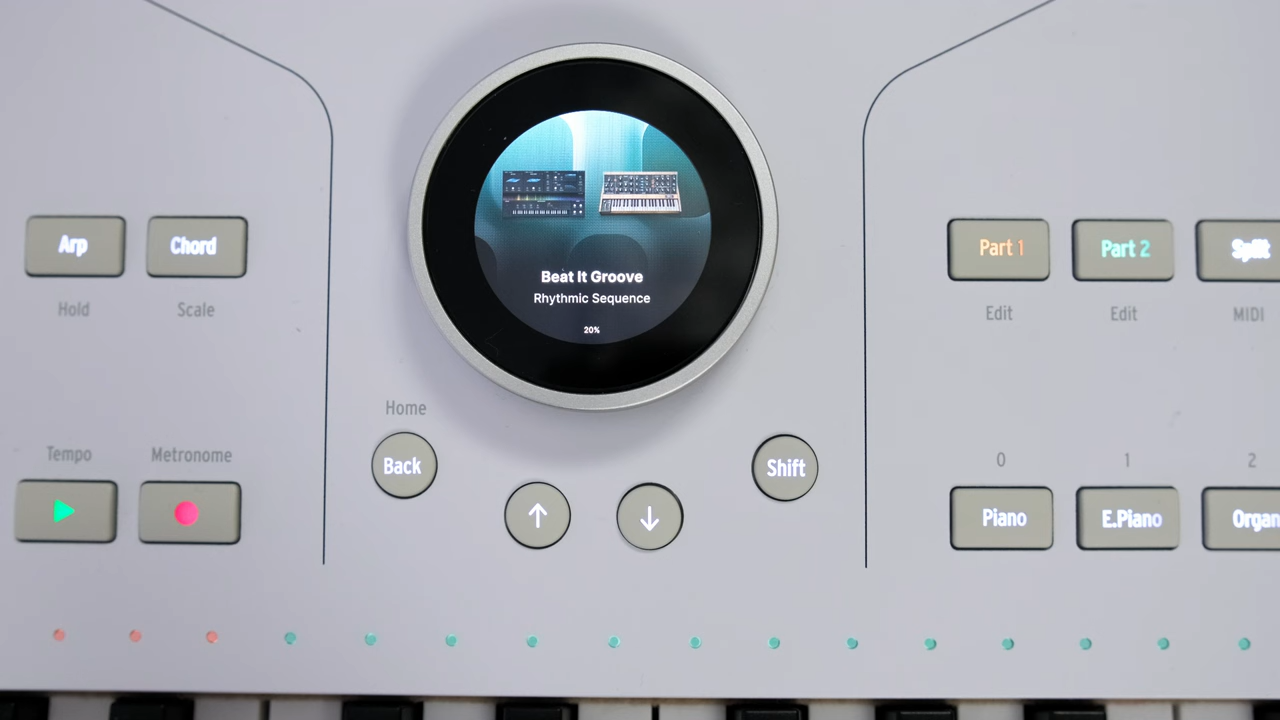 Arp
Chord
Hold
Scale
Tempo
Metronome
Beat It Groove
Rhythmic Sequence
20%
Home
Back
Shift
Part 1
Part 2
Split
Edit
Edit
MIDI
0
1
2
Piano
E.Piano
Organ